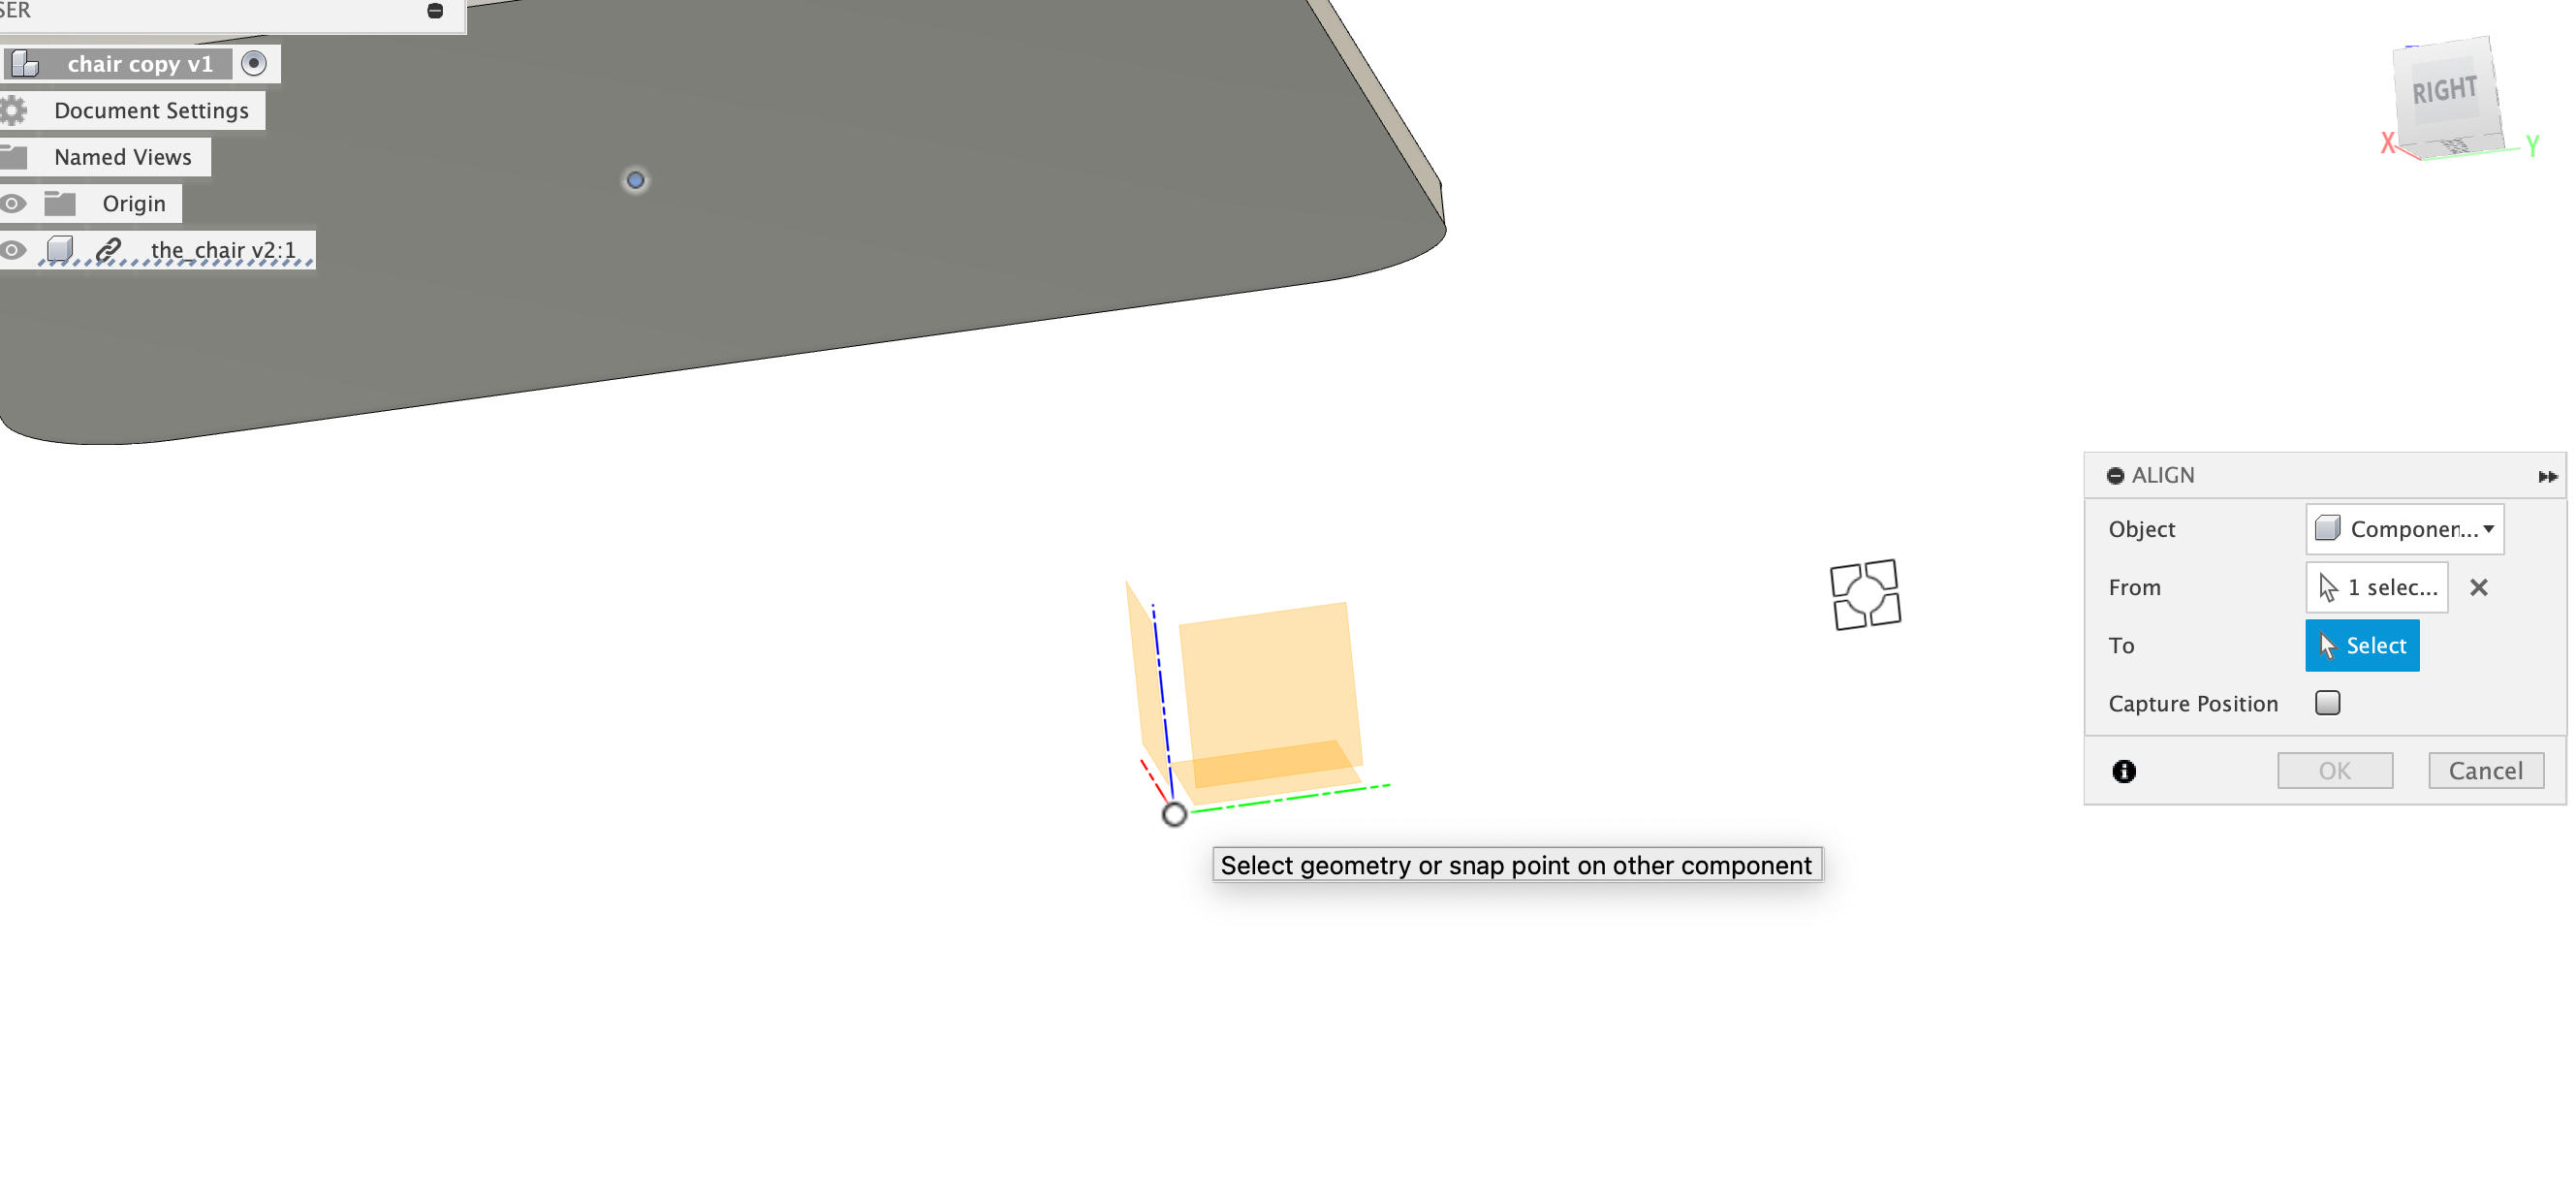 SER
chair copy v1
RIGHT
Document Settings
X
Y
Named Views
Origin
the_chair v2:1
ALIGN
Object
Componen...
From
1 selec...
To
Select
Capture Position
OK
Cancel
Select geometry or snap point on other component